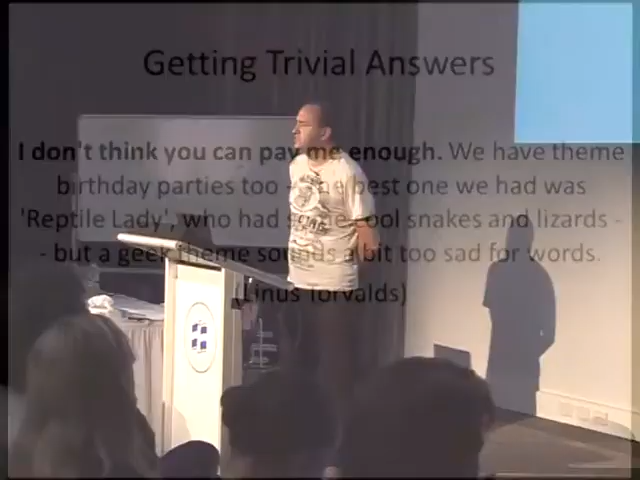 Getting Trivial Answers
I don't think you can pay me enough. We have theme
birthday parties too - the best one we had was
'Reptile Lady', who had some cool snakes and lizards -
- but a geek theme sounds a bit too sad for words.
(Linus Torvalds)